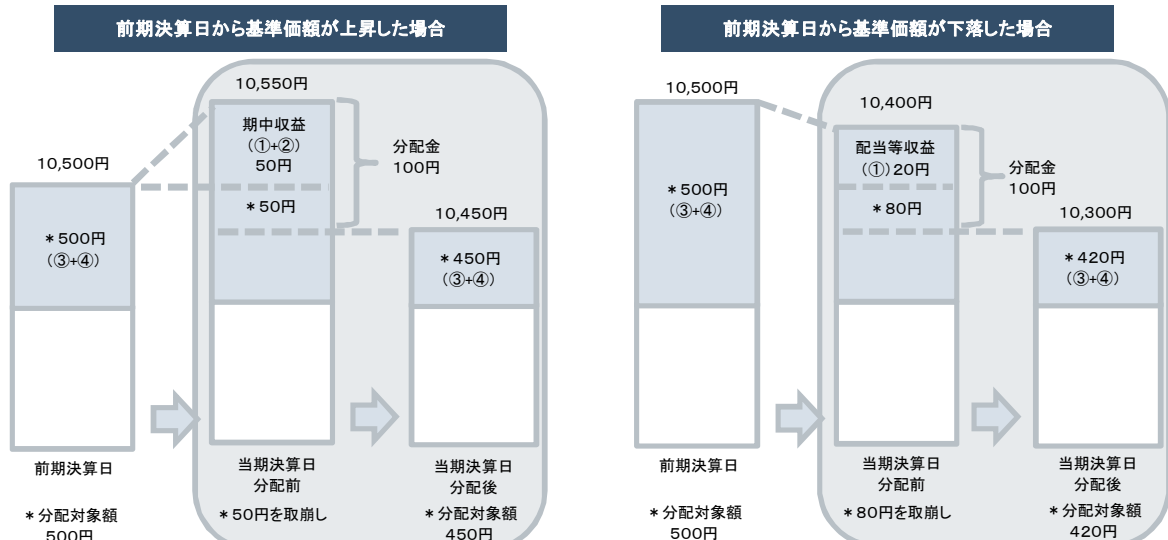 前期決算日から基準価額が上昇した場合
10,550円
期中収益
（①+②）
50円
分配金
100円
10,500円
＊50円
10,450円
＊500円
（③+④）
＊450円
（③+④）
前期決算日
当期決算日
分配前
当期決算日
分配後
＊分配対象額
500円
＊50円を取崩し
＊分配対象額
450円
前期決算日から基準価額が下落した場合
10,500円
10,400円
配当等収益
（①）20円
分配金
100円
＊500円
（③+④）
＊80円
10,300円
＊420円
（③+④）
前期決算日
当期決算日
分配前
当期決算日
分配後
＊分配対象額
500円
＊80円を取崩し
＊分配対象額
420円